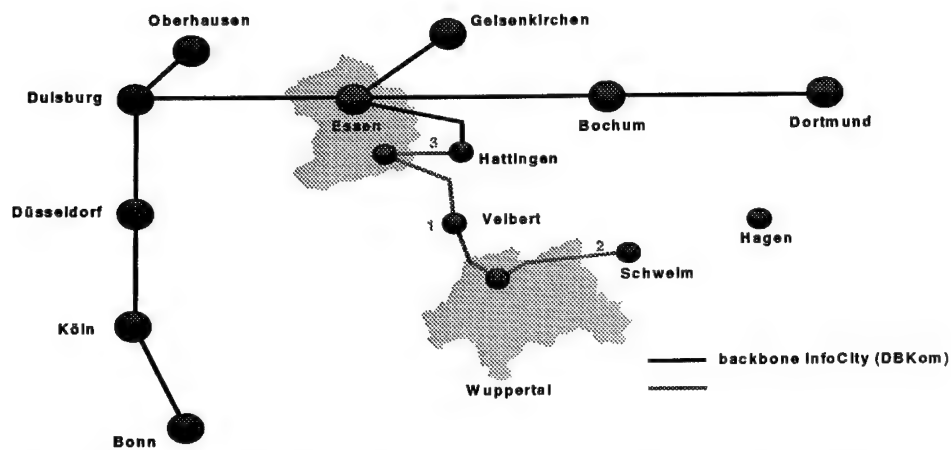 Oberhausen
Gelsenkirchen
Duisburg
Essen
Bochum
Dortmund
3
Hattingen
Düsseldorf
1
Velbert
Hagen
2
Schwelm
Köln
backbone InfoCity (DBKom)
Wuppertal
Bonn